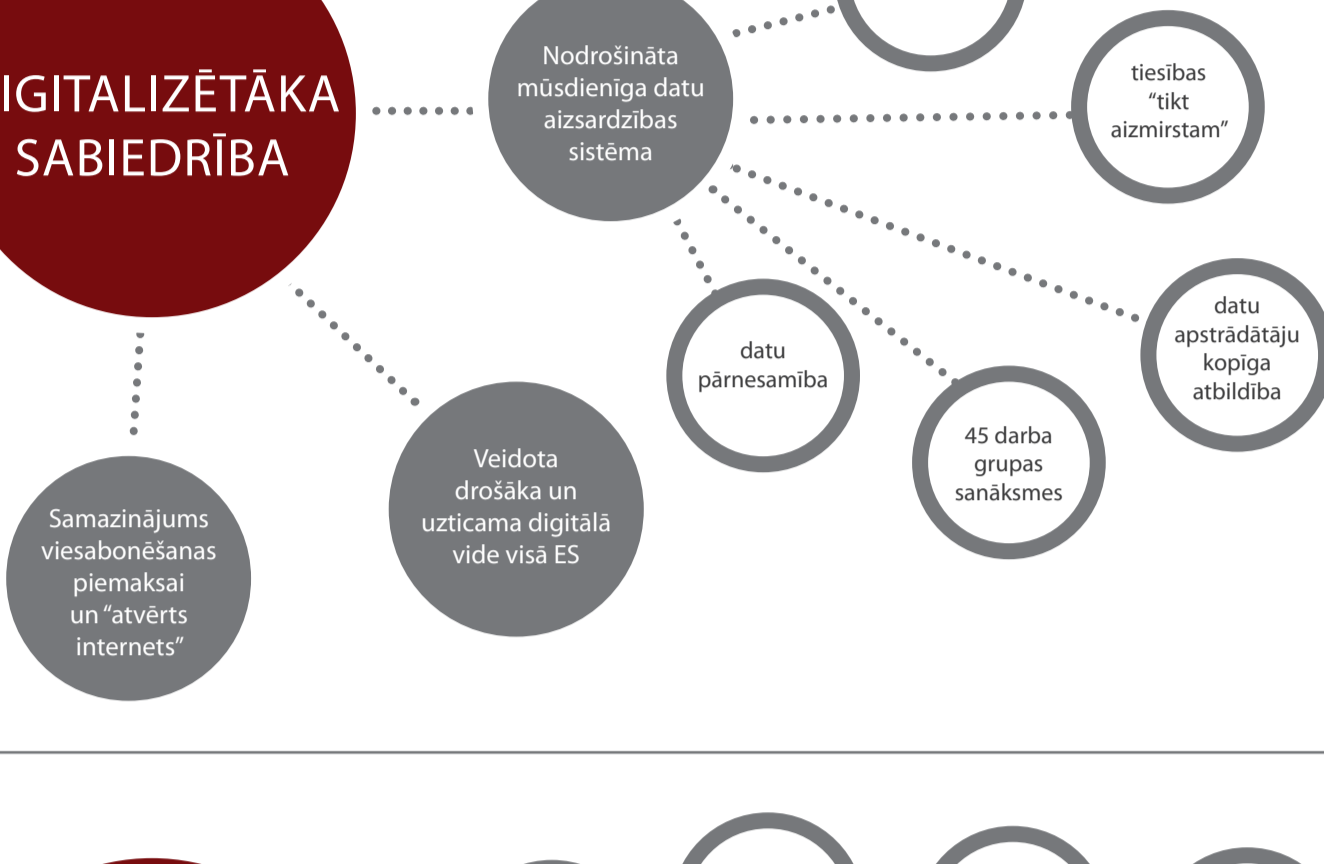 IGITALIZĒTĀKA
SABIEDRĪBA
Nodrošināta
mūsdienīga datu
aizsardzības
sistēma
tiesības
“tikt
aizmirstam”
datu
apstrādātāju
kopīga
atbildība
datu
pārnesamība
45 darba
grupas
sanāksmes
Veidota
drošāka un
uzticama digitālā
vide visā ES
Samazinājums
viesabonēšanas
piemaksai
un “atvērts
internets”